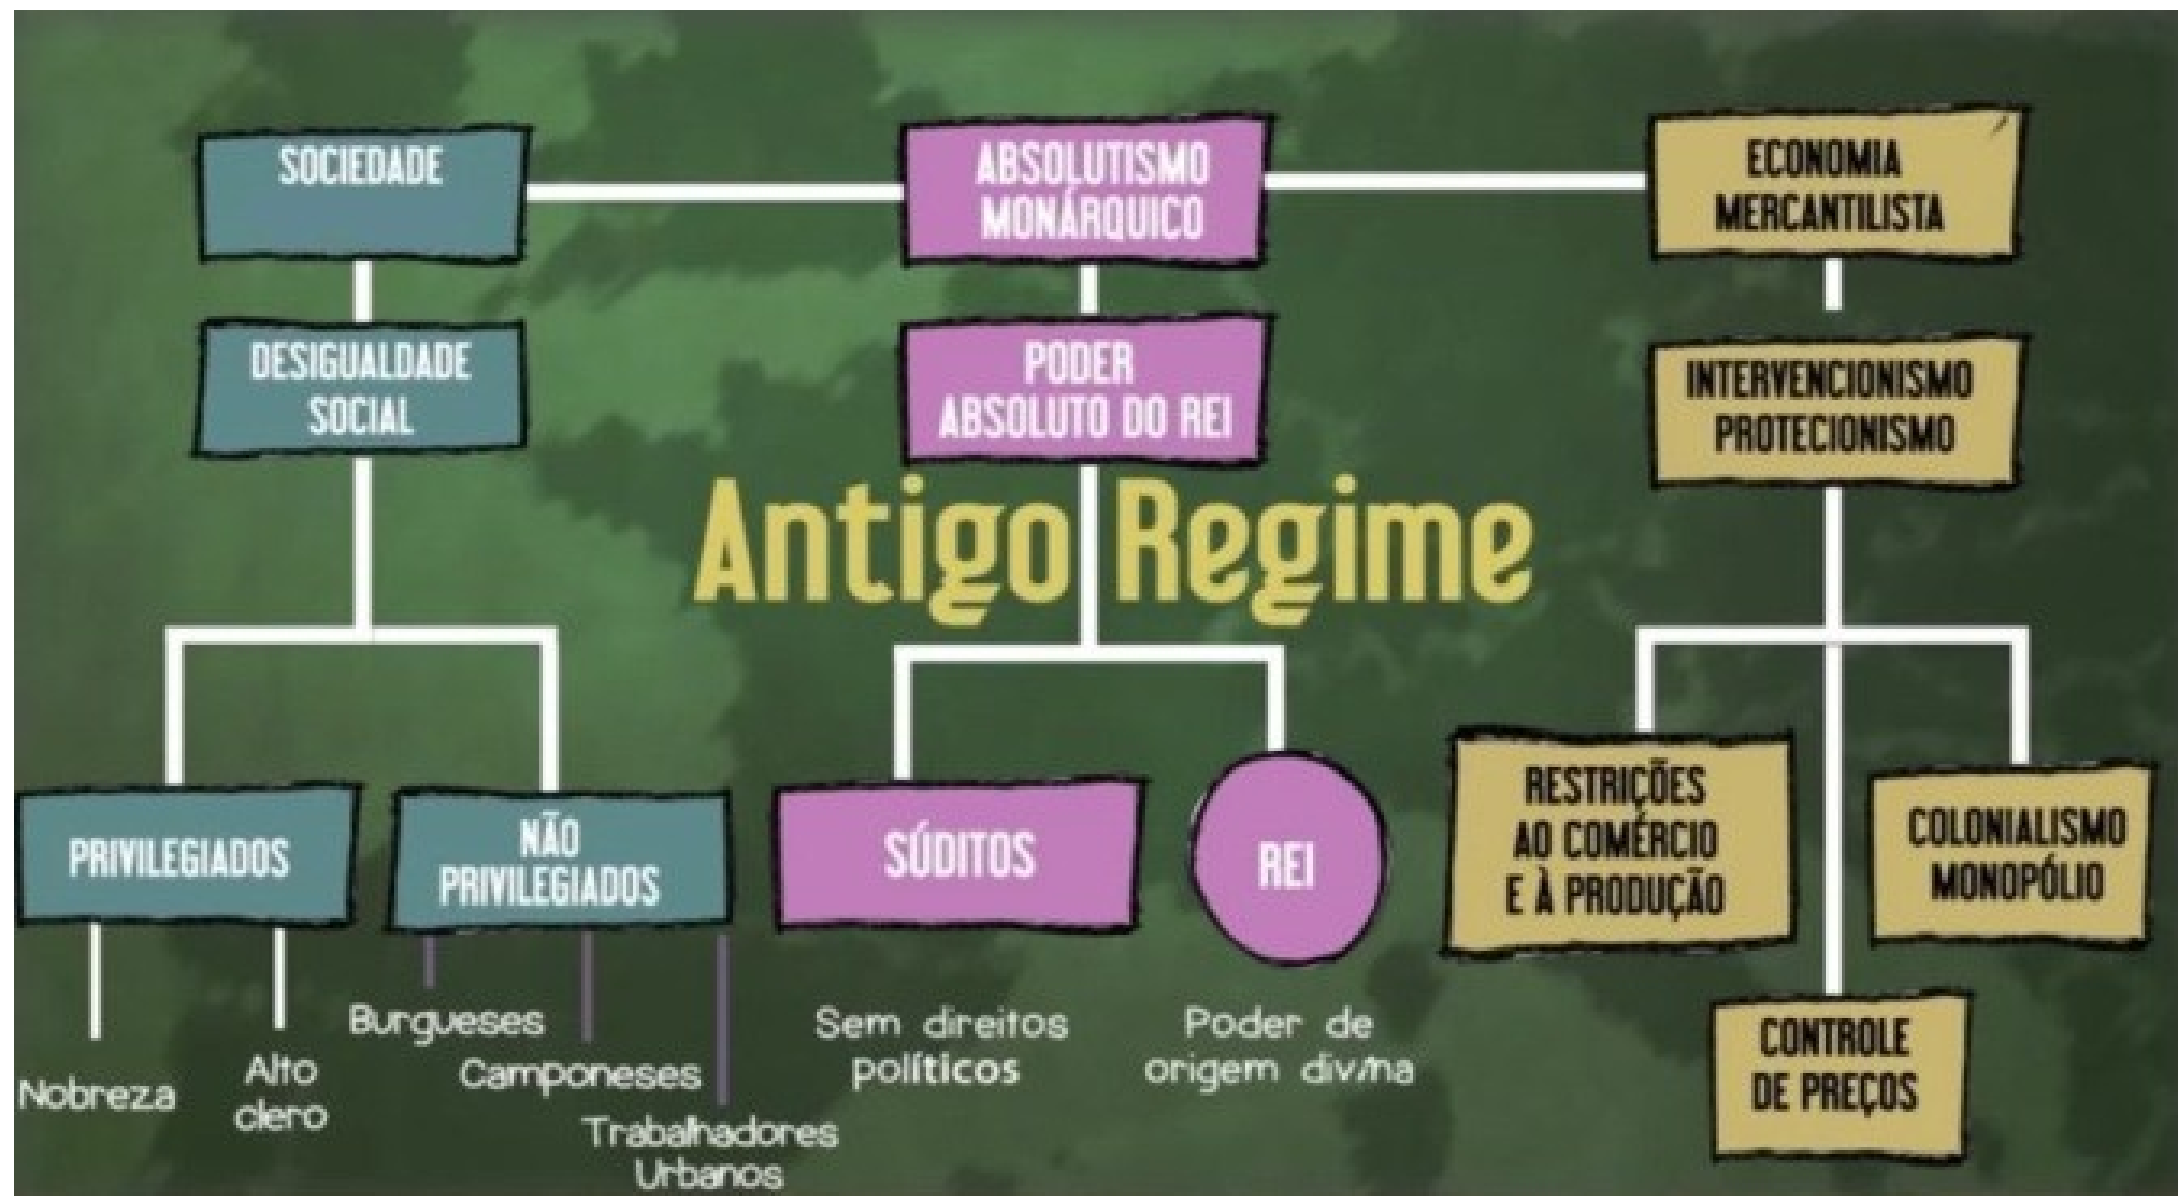 SOCIEDADE
ABSOLUTISMO
MONÁRQUICO
ECONOMIA
MERCANTILISTA
DESIGUALDADE
SOCIAL
PODER
ABSOLUTO DO REI
INTERVENCIONISMO
PROTECIONISMO
Antigo Regime
PRIVILEGIADOS
NÃO
PRIVILEGIADOS
SÚDITOS
REI
RESTRIÇÕES
AO COMÉRCIO
E À PRODUÇÃO
COLONIALISMO
MONOPÓLIO
Nobreza
Alto
clero
Burgueses
Camponeses
Trabalhadores
Urbanos
Sem direitos
políticos
Poder de
origem divina
CONTROLE
DE PREÇOS